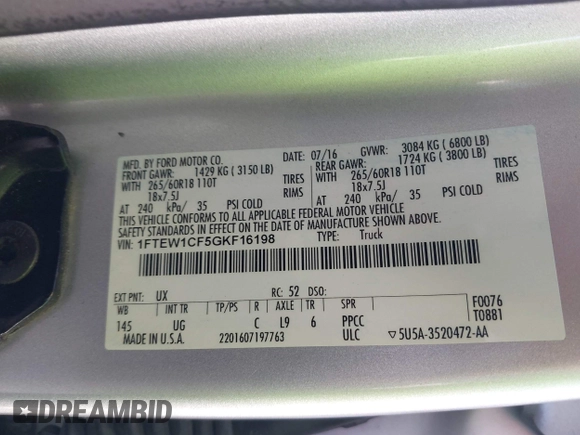 MFD. BY FORD MOTOR CO.
DATE: 07/16 GVWR: 3084 KG (6800 LB)
FRONT GAWR: 1429 KG (3150 LB)
REAR GAWR: 1724 KG (3800 LB)
WITH 265/60R18 110T TIRES
WITH 265/60R18 110T TIRES
18x7.5J RIMS
18x7.5J RIMS
AT 240 kPa/ 35 PSI COLD
AT 240 kPa/ 35 PSI COLD
THIS VEHICLE CONFORMS TO ALL APPLICABLE FEDERAL MOTOR VEHICLE
SAFETY STANDARDS IN EFFECT ON THE DATE OF MANUFACTURE SHOWN ABOVE.
VIN: 1FTEW1CF5GKF16198 TYPE: Truck
EXT PNT: UX RC: 52 DSO:
WB INT TR TP/PS R AXLE TR SPR F0076
T0881
145 UG C L9 6 PPCC
MADE IN U.S.A. 2201607197763 ULC ▽5U5A-3520472-AA
DREAMBID